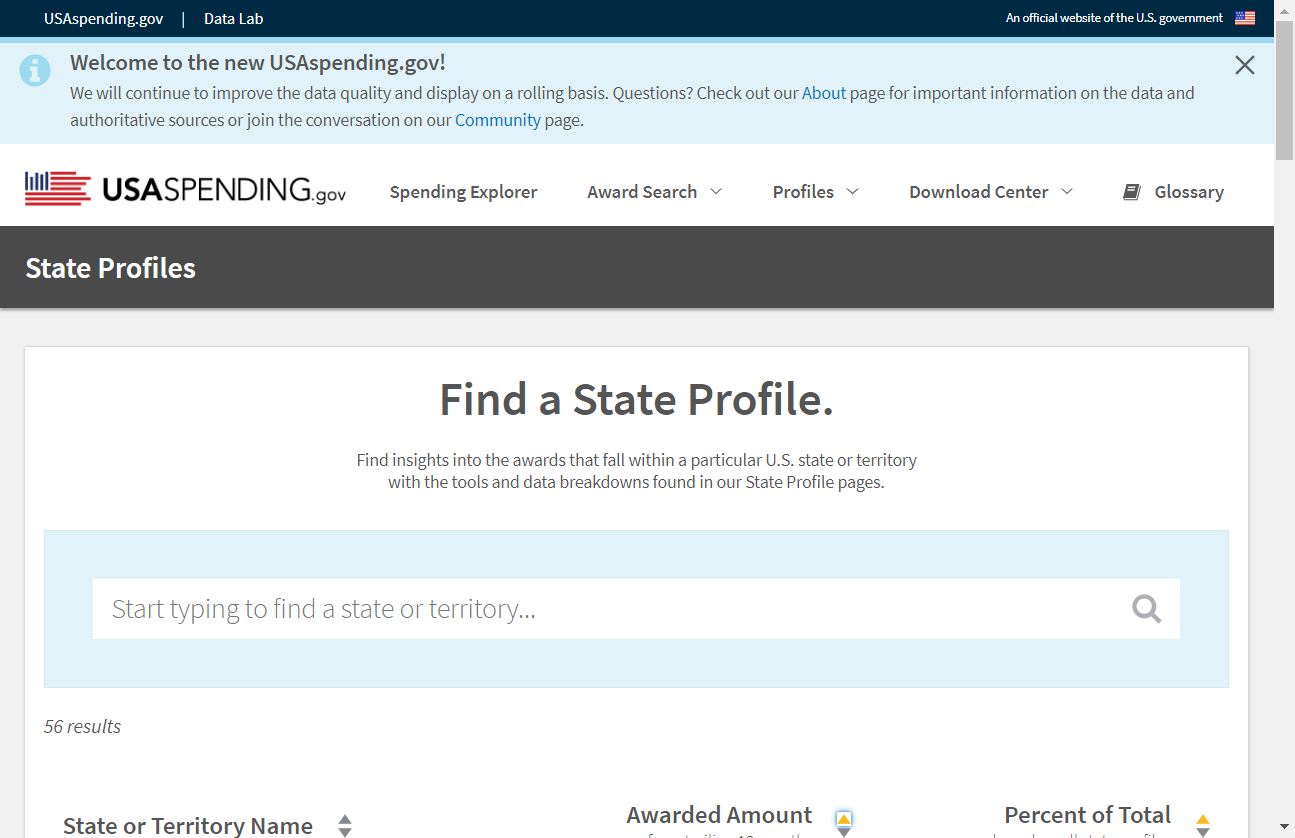 USAspending.gov | Data Lab
An official website of the U.S. government
Welcome to the new USAspending.gov!
We will continue to improve the data quality and display on a rolling basis. Questions? Check out our About page for important information on the data and
authoritative sources or join the conversation on our Community page.
USASPENDING.gov
Spending Explorer
Award Search
Profiles
Download Center
Glossary
State Profiles
Find a State Profile.
Find insights into the awards that fall within a particular U.S. state or territory
with the tools and data breakdowns found in our State Profile pages.
Start typing to find a state or territory...
56 results
State or Territory Name
Awarded Amount
Percent of Total